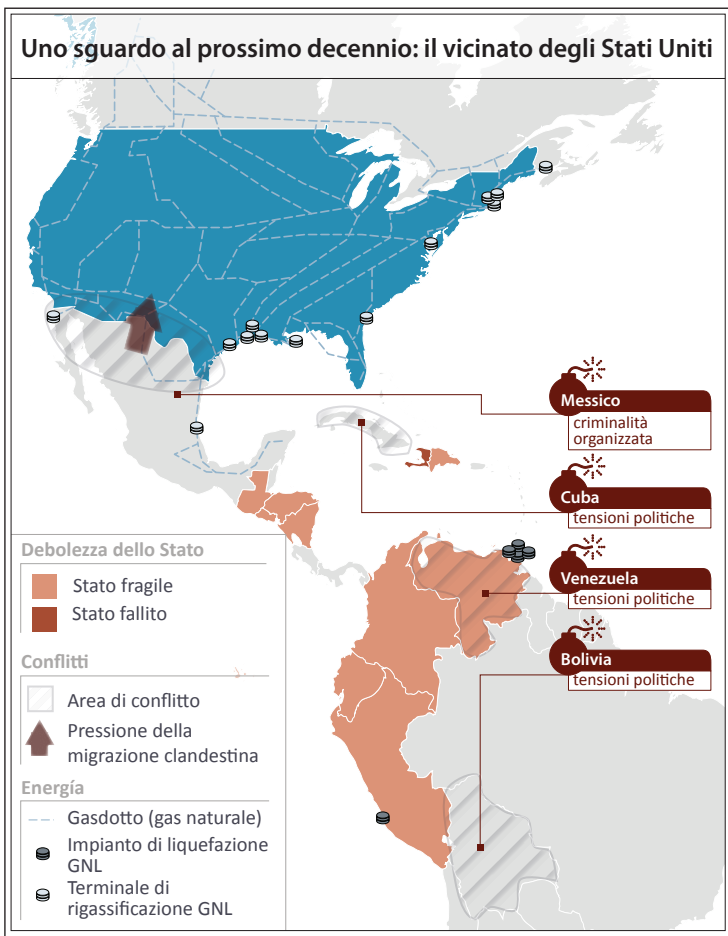 Uno sguardo al prossimo decennio: il vicinato degli Stati Uniti
Messico
criminalità
organizzata
Cuba
tensioni politiche
Venezuela
tensioni politiche
Bolivia
tensioni politiche
Debolezza dello Stato
Stato fragile
Stato fallito
Conflitti
Area di conflitto
Pressione della
migrazione clandestina
Energía
Gasdotto (gas naturale)
Impianto di liquefazione
GNL
Terminale di
rigassificazione GNL